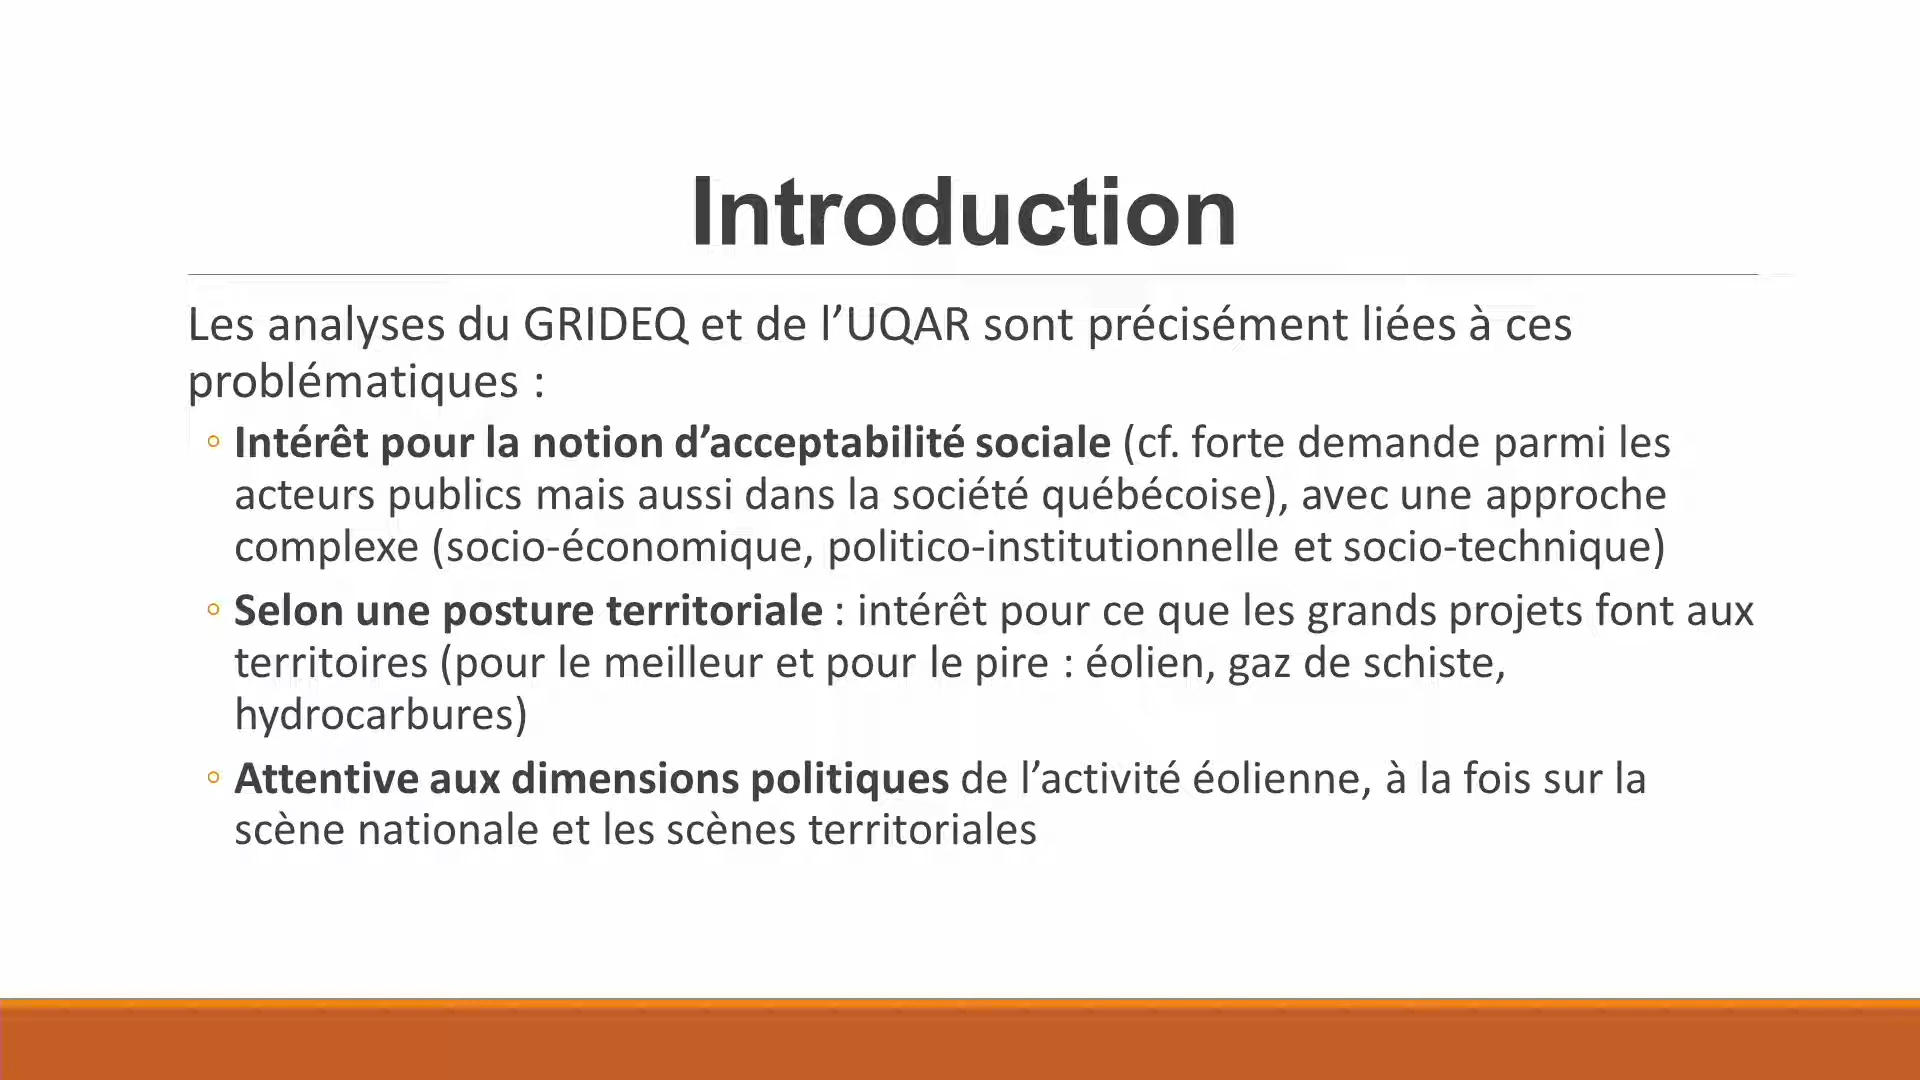 Introduction
Les analyses du GRIDEQ et de l’UQAR sont précisément liées à ces
problématiques :
◦ Intérêt pour la notion d’acceptabilité sociale (cf. forte demande parmi les
acteurs publics mais aussi dans la société québécoise), avec une approche
complexe (socio-économique, politico-institutionnelle et socio-technique)
◦ Selon une posture territoriale : intérêt pour ce que les grands projets font aux
territoires (pour le meilleur et pour le pire : éolien, gaz de schiste,
hydrocarbures)
◦ Attentive aux dimensions politiques de l’activité éolienne, à la fois sur la
scène nationale et les scènes territoriales